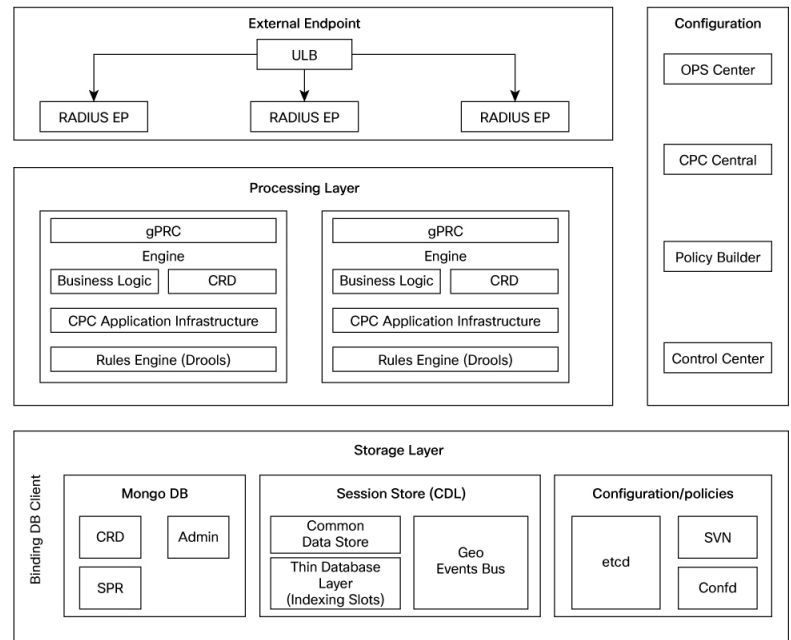 External Endpoint
ULB
RADIUS EP
RADIUS EP
RADIUS EP
Configuration
OPS Center
CPC Central
Policy Builder
Control Center
Processing Layer
gPRC
Engine
Business Logic
CRD
CPC Application Infrastructure
Rules Engine (Drools)
gPRC
Engine
Business Logic
CRD
CPC Application Infrastructure
Rules Engine (Drools)
Storage Layer
Binding DB Client
Mongo DB
CRD
Admin
SPR
Session Store (CDL)
Common
Data Store
Thin Database
Layer
(Indexing Slots)
Geo
Events Bus
Configuration/policies
etcd
SVN
Confd